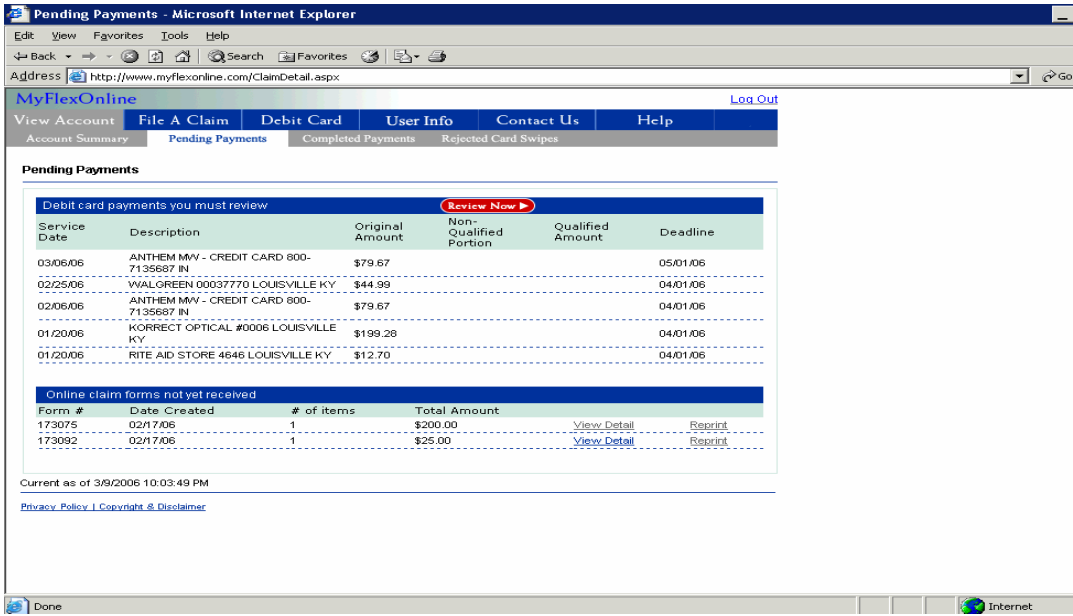 Pending Payments - Microsoft Internet Explorer
Edit View Favorites Tools Help
Back Search Favorites
Address http://www.myflexonline.com/ClaimDetail.aspx Go
MyFlexOnline Log Out
View Account File A Claim Debit Card User Info Contact Us Help
Account Summary Pending Payments Completed Payments Rejected Card Swipes
Pending Payments
Debit card payments you must review Review Now
Service Date Description Original Amount Non-Qualified Portion Qualified Amount Deadline
03/06/06 ANTHEM MW - CREDIT CARD 800-7135687 IN $79.67 05/01/06
02/25/06 WALGREEN 00037770 LOUISVILLE KY $44.99 04/01/06
02/06/06 ANTHEM MW - CREDIT CARD 800-7135687 IN $79.67 04/01/06
01/20/06 KORRECT OPTICAL #0006 LOUISVILLE KY $199.28 04/01/06
01/20/06 RITE AID STORE 4646 LOUISVILLE KY $12.70 04/01/06
Online claim forms not yet received
Form # Date Created # of items Total Amount
173075 02/17/06 1 $200.00 View Detail Reprint
173092 02/17/06 1 $25.00 View Detail Reprint
Current as of 3/9/2006 10:03:49 PM
Privacy Policy | Copyright & Disclaimer
Done Internet